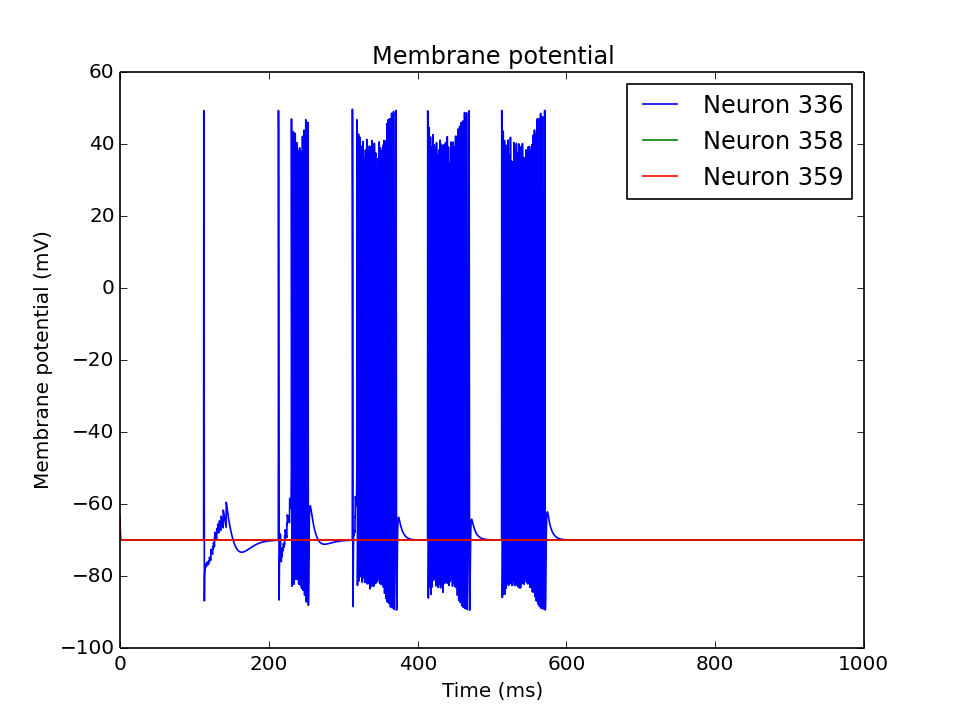 Membrane potential
Neuron 336
Neuron 358
Neuron 359
Membrane potential (mV)
60
40
20
0
−20
−40
−60
−80
−100
0 200 400 600 800 1000
Time (ms)